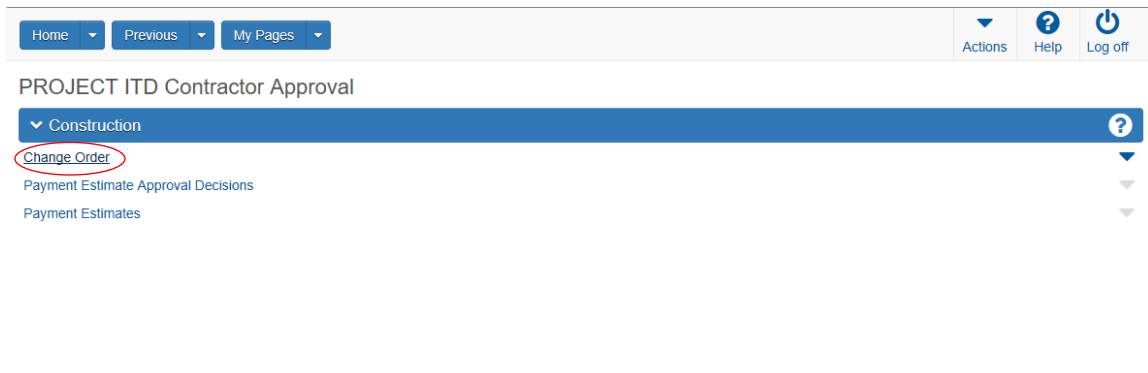 Home Previous My Pages Actions Help Log off
PROJECT ITD Contractor Approval
Construction ?
Change Order
Payment Estimate Approval Decisions
Payment Estimates